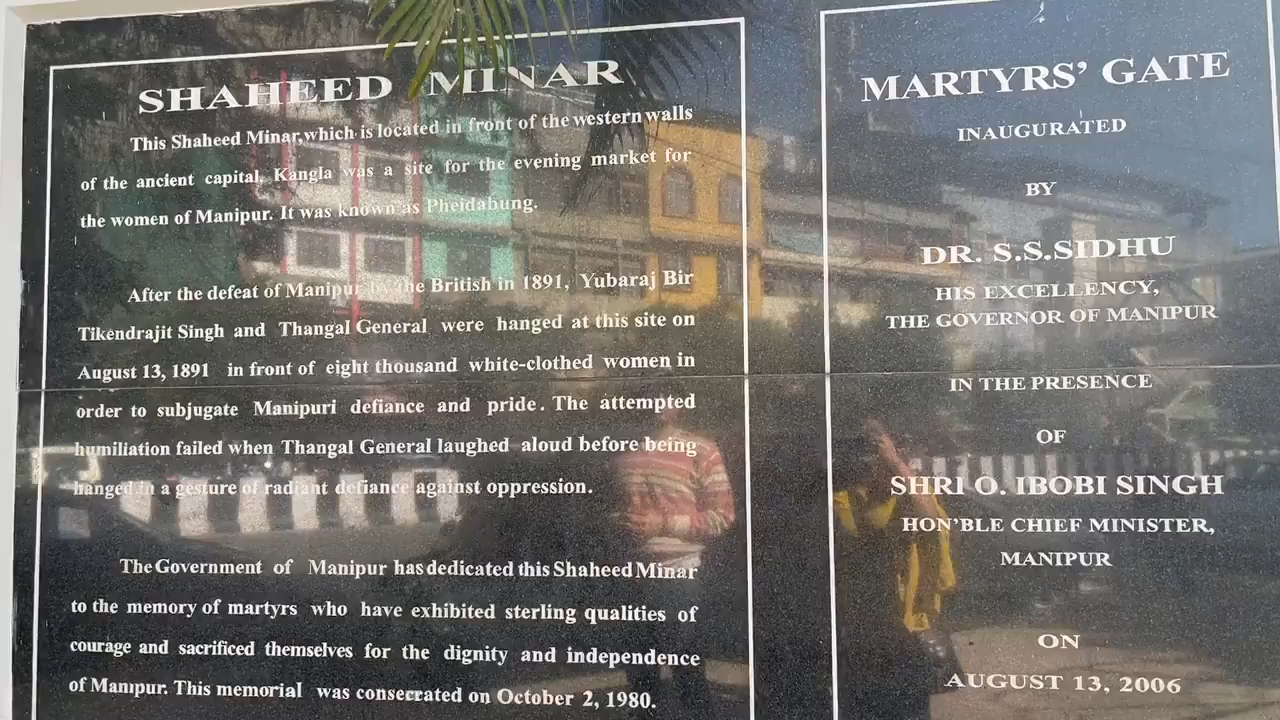 SHAHEED MINAR
This Shaheed Minar,which is located in front of the western walls
of the ancient capital, Kangla was a site for the evening market for
the women of Manipur. It was known as Pheidabung.
After the defeat of Manipur by the British in 1891, Yubaraj Bir
Tikendrajit Singh and Thangal General were hanged at this site on
August 13, 1891 in front of eight thousand white-clothed women in
order to subjugate Manipuri defiance and pride. The attempted
humiliation failed when Thangal General laughed aloud before being
hanged in a gesture of radiant defiance against oppression.
The Government of Manipur has dedicated this Shaheed Minar
to the memory of martyrs who have exhibited sterling qualities of
courage and sacrificed themselves for the dignity and independence
of Manipur. This memorial was consecrated on October 2, 1980.
MARTYRS' GATE
INAUGURATED
BY
DR. S.S.SIDHU
HIS EXCELLENCY,
THE GOVERNOR OF MANIPUR
IN THE PRESENCE
OF
SHRI O. IBOBI SINGH
HON'BLE CHIEF MINISTER,
MANIPUR
ON
AUGUST 13, 2006